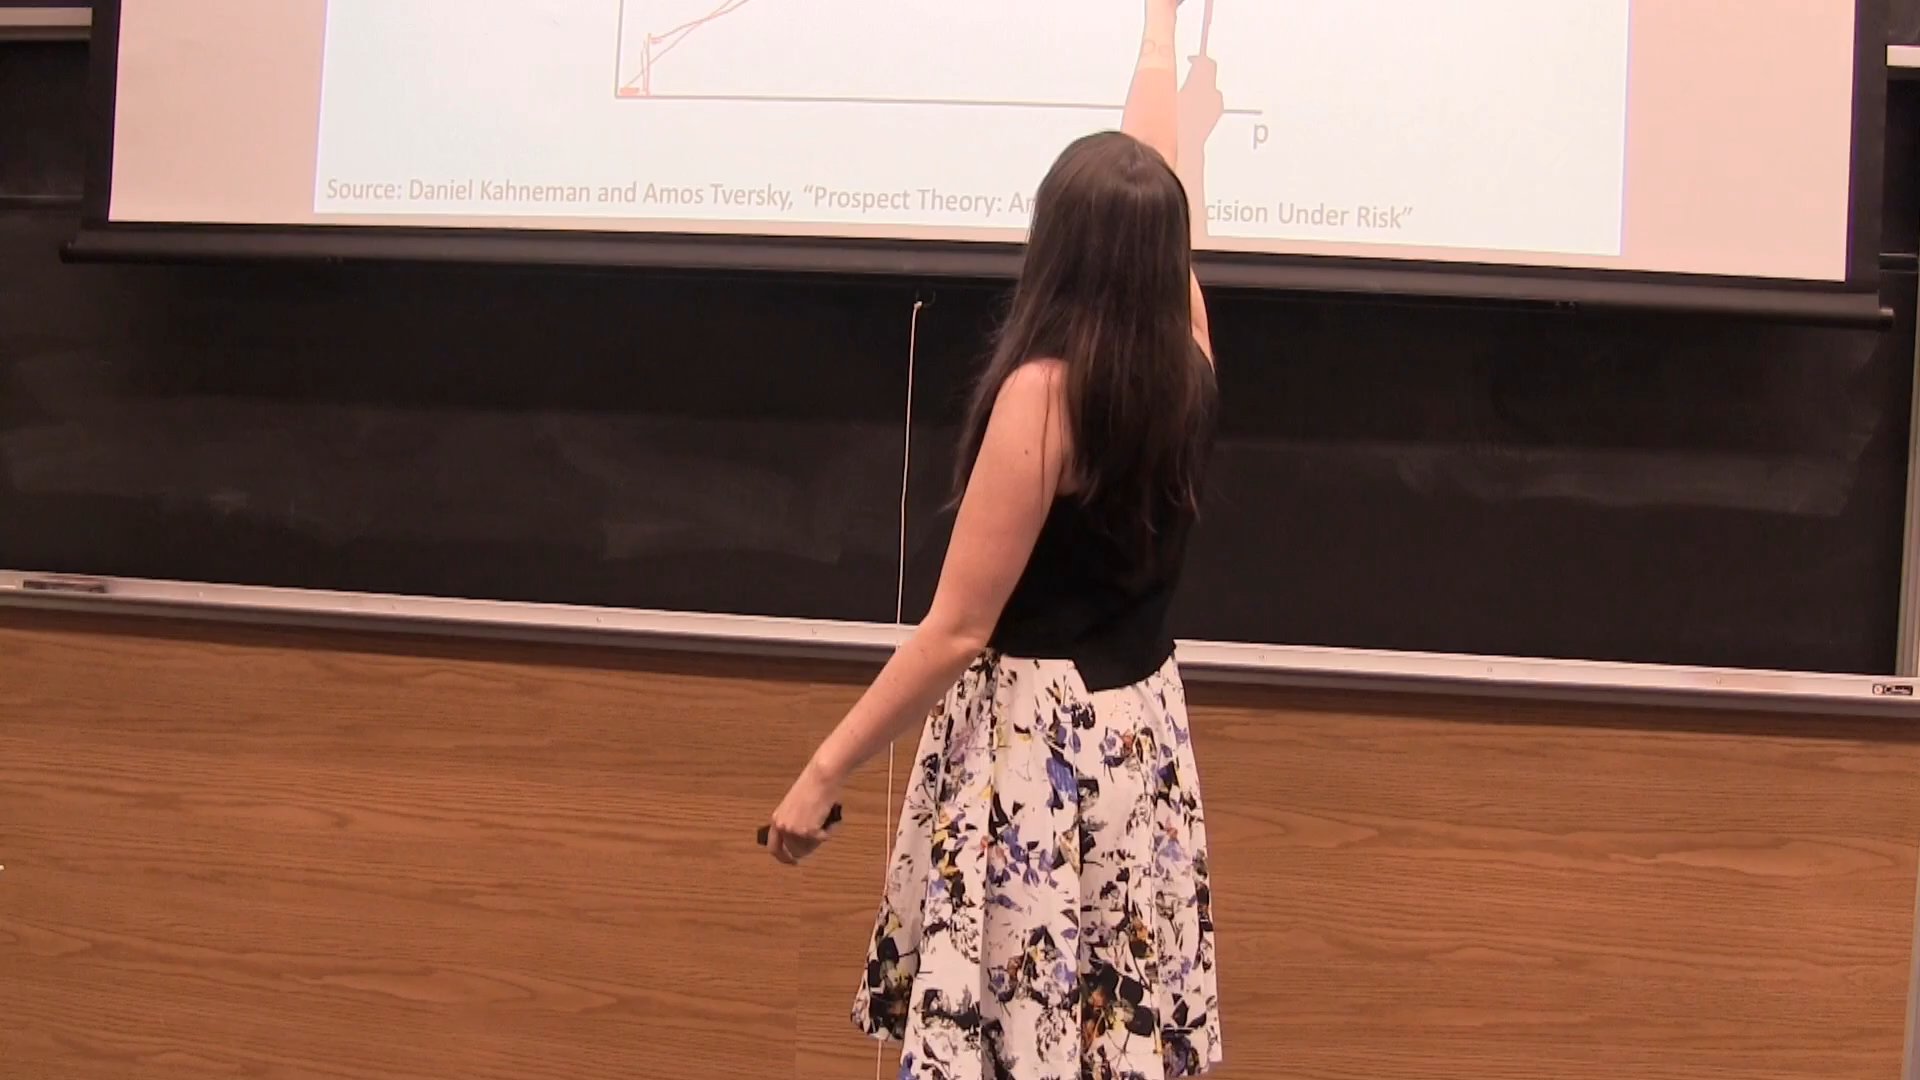 p
Source: Daniel Kahneman and Amos Tversky, “Prospect Theory: An cision Under Risk”